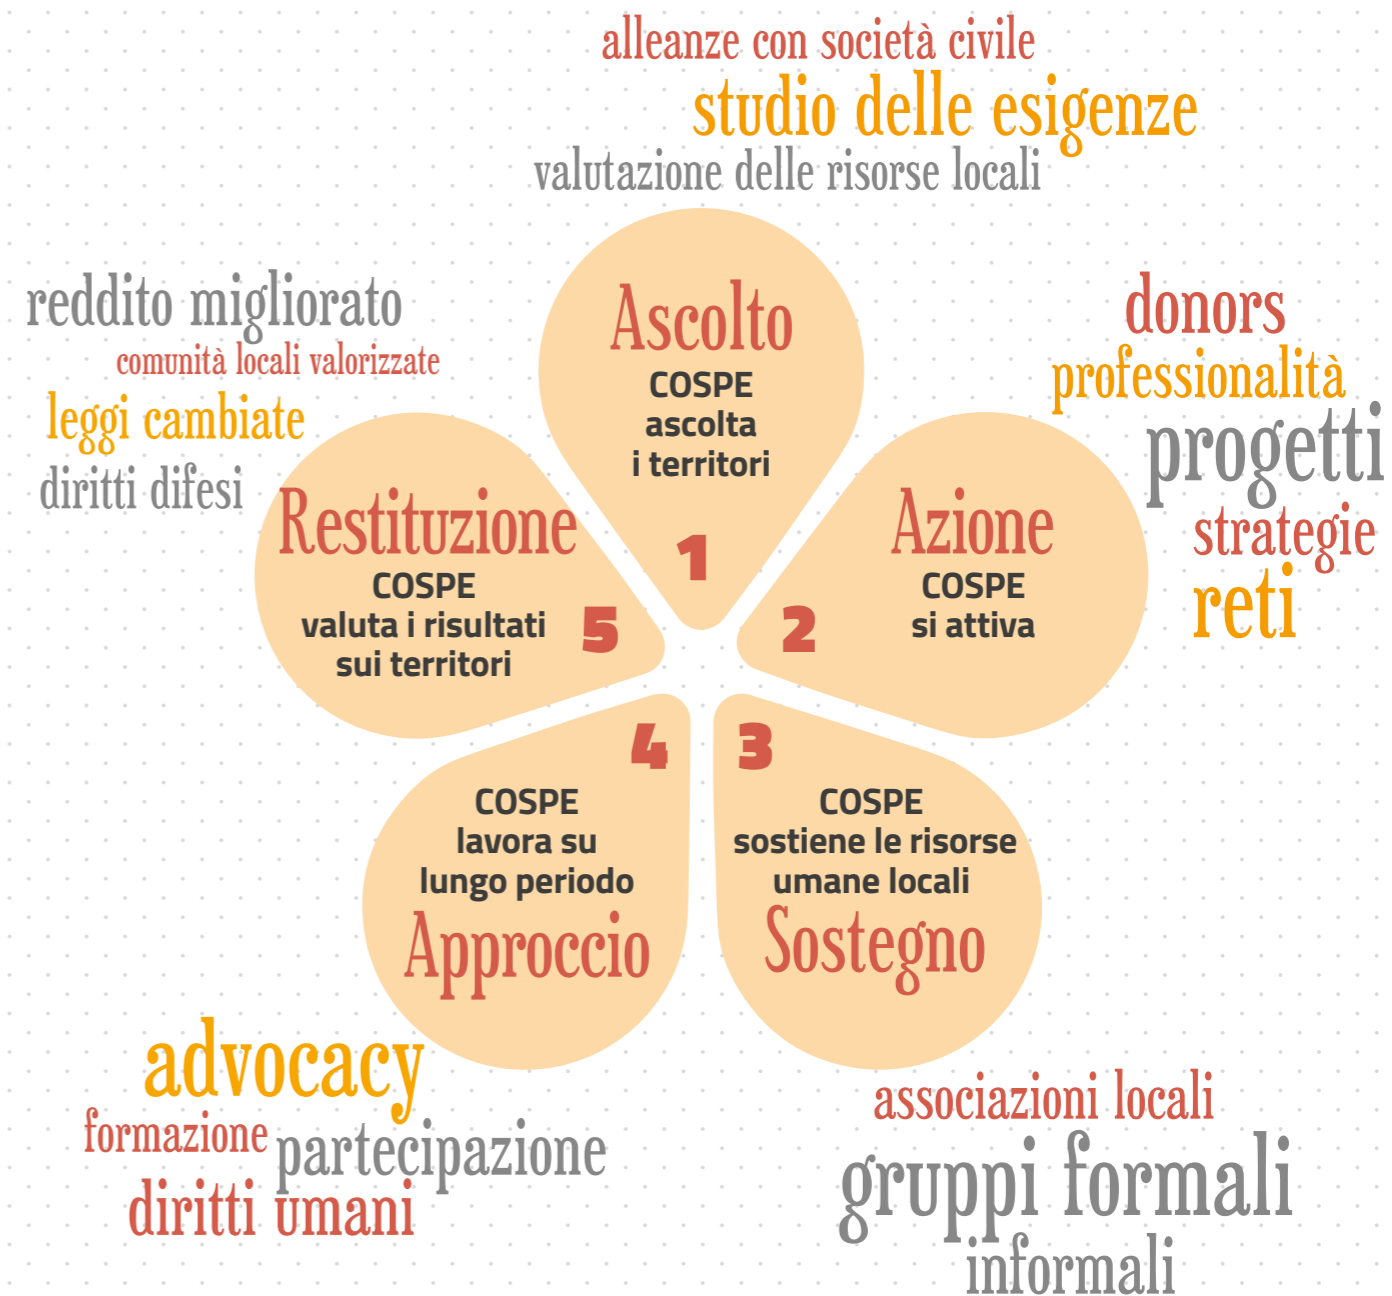 alleanze con società civile
studio delle esigenze
valutazione delle risorse locali
Ascolto
COSPE
ascolta
i territori
1
donors
professionalità
progetti
strategie
reti
Azione
COSPE
si attiva
2
3
COSPE
sostiene le risorse
umane locali
Sostegno
associazioni locali
gruppi formali
informali
4
COSPE
lavora su
lungo periodo
Approccio
advocacy
formazione
partecipazione
diritti umani
reddito migliorato
comunità locali valorizzate
leggi cambiate
diritti difesi
Restituzione
COSPE
valuta i risultati
sui territori
5